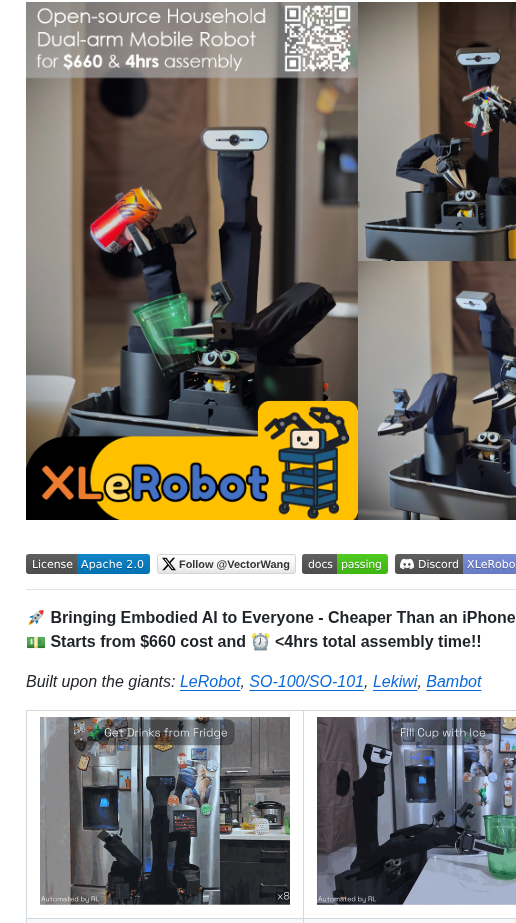 Open-source Household
Dual-arm Mobile Robot
for $660 & 4hrs assembly
XLeRobot
License Apache 2.0 Follow @VectorWang docs passing Discord XLeRobo
🚀 Bringing Embodied AI to Everyone - Cheaper Than an iPhone
💵 Starts from $660 cost and ⏰ <4hrs total assembly time!!
Built upon the giants: LeRobot, SO-100/SO-101, Lekiwi, Bambot
Get Drinks from Fridge
Automated by RL
x8
Fill Cup with Ice
Automated by RL